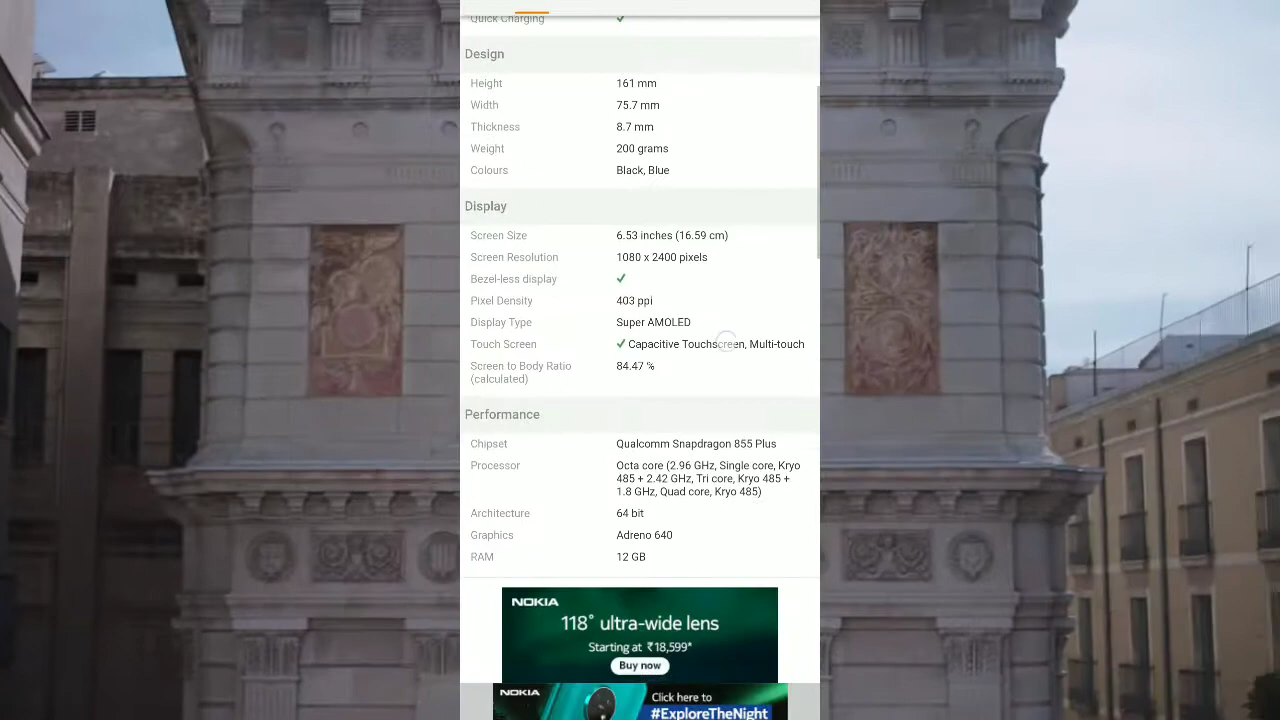 Quick Charging ✓
Design
Height 161 mm
Width 75.7 mm
Thickness 8.7 mm
Weight 200 grams
Colours Black, Blue
Display
Screen Size 6.53 inches (16.59 cm)
Screen Resolution 1080 x 2400 pixels
Bezel-less display ✓
Pixel Density 403 ppi
Display Type Super AMOLED
Touch Screen ✓ Capacitive Touchscreen, Multi-touch
Screen to Body Ratio 84.47 %
(calculated)
Performance
Chipset Qualcomm Snapdragon 855 Plus
Processor Octa core (2.96 GHz, Single core, Kryo
485 + 2.42 GHz, Tri core, Kryo 485 +
1.8 GHz, Quad core, Kryo 485)
Architecture 64 bit
Graphics Adreno 640
RAM 12 GB
NOKIA
118° ultra-wide lens
Starting at ₹18,599*
Buy now
NOKIA
Click here to
#ExploreTheNight